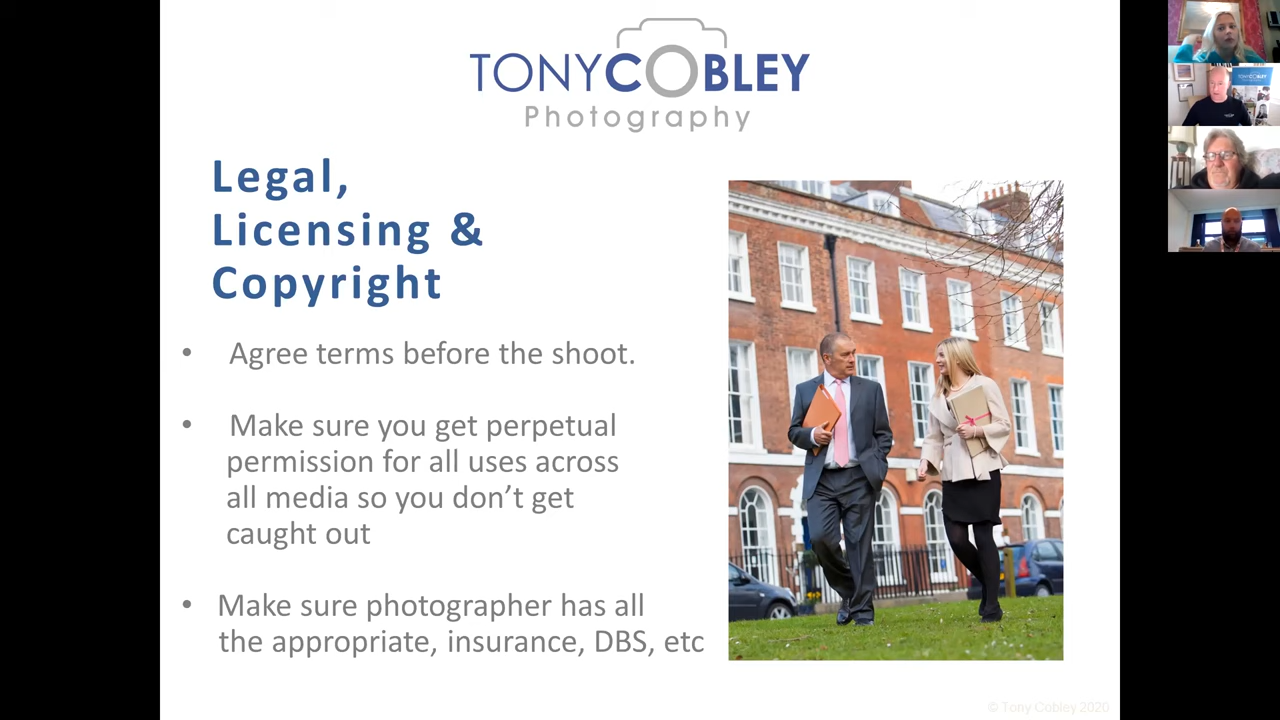 TONYCOBLEY
Photography
TONYCOBLEY
Legal,
Licensing &
Copyright
• Agree terms before the shoot.
• Make sure you get perpetual
permission for all uses across
all media so you don’t get
caught out
• Make sure photographer has all
the appropriate, insurance, DBS, etc
© Tony Cobley 2020